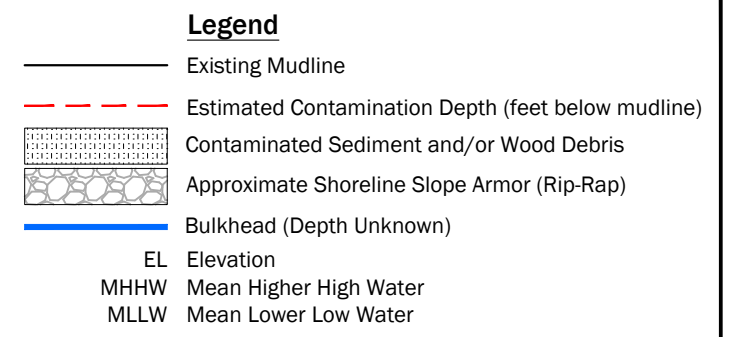 Legend
Existing Mudline
Estimated Contamination Depth (feet below mudline)
Contaminated Sediment and/or Wood Debris
Approximate Shoreline Slope Armor (Rip-Rap)
Bulkhead (Depth Unknown)
EL Elevation
MHHW Mean Higher High Water
MLLW Mean Lower Low Water